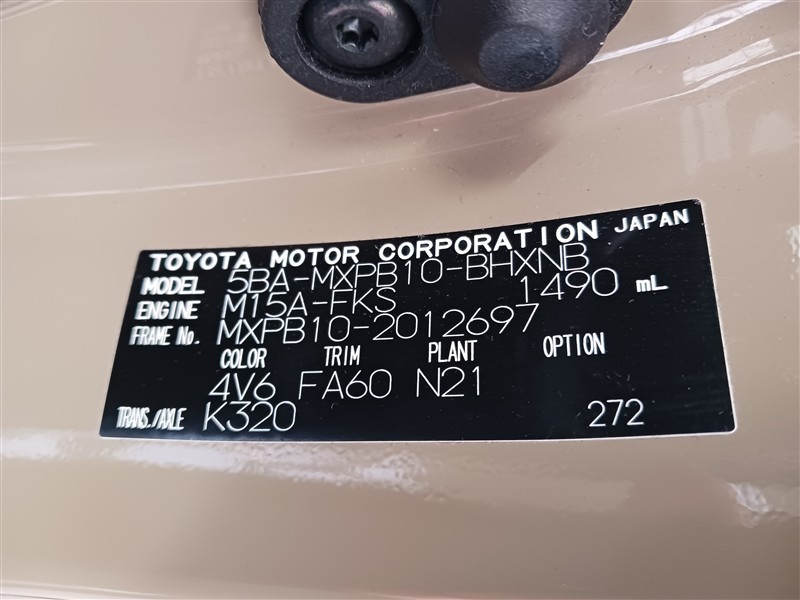 TOYOTA MOTOR CORPORATION JAPAN
MODEL 5BA-MXPB10-BHXNB
ENGINE M15A-FKS 1490 mL
FRAME No. MXPB10-2012697
COLOR TRIM PLANT OPTION
4V6 FA60 N21
TRANS./AXLE K320 272